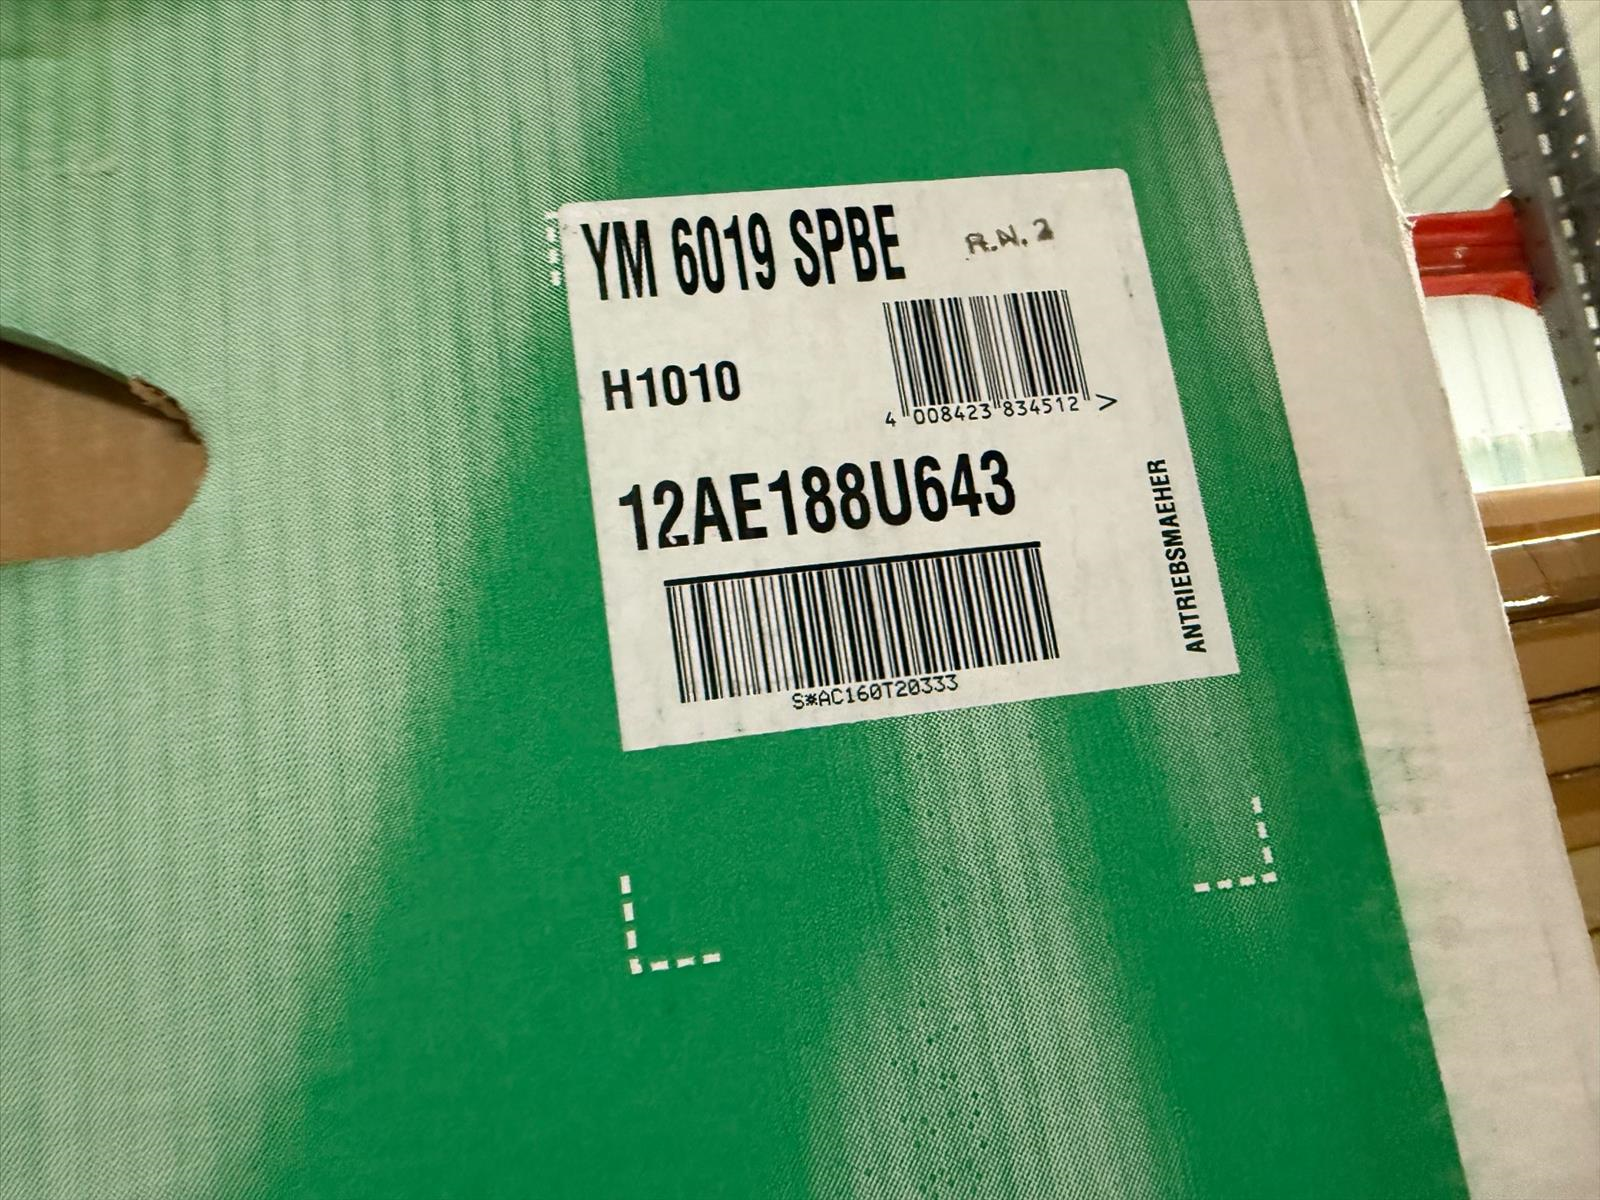 YM 6019 SPBE
R.N. 2
H1010
4 008423 834512 >
12AE188U643
S*AC160T20333
ANTRIEBSMAEHER